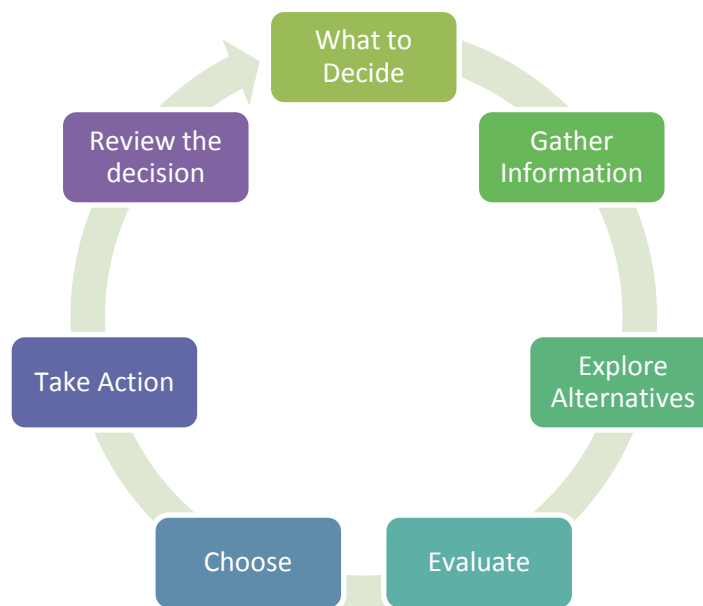 What to
Decide
Gather
Information
Explore
Alternatives
Evaluate
Choose
Take Action
Review the
decision